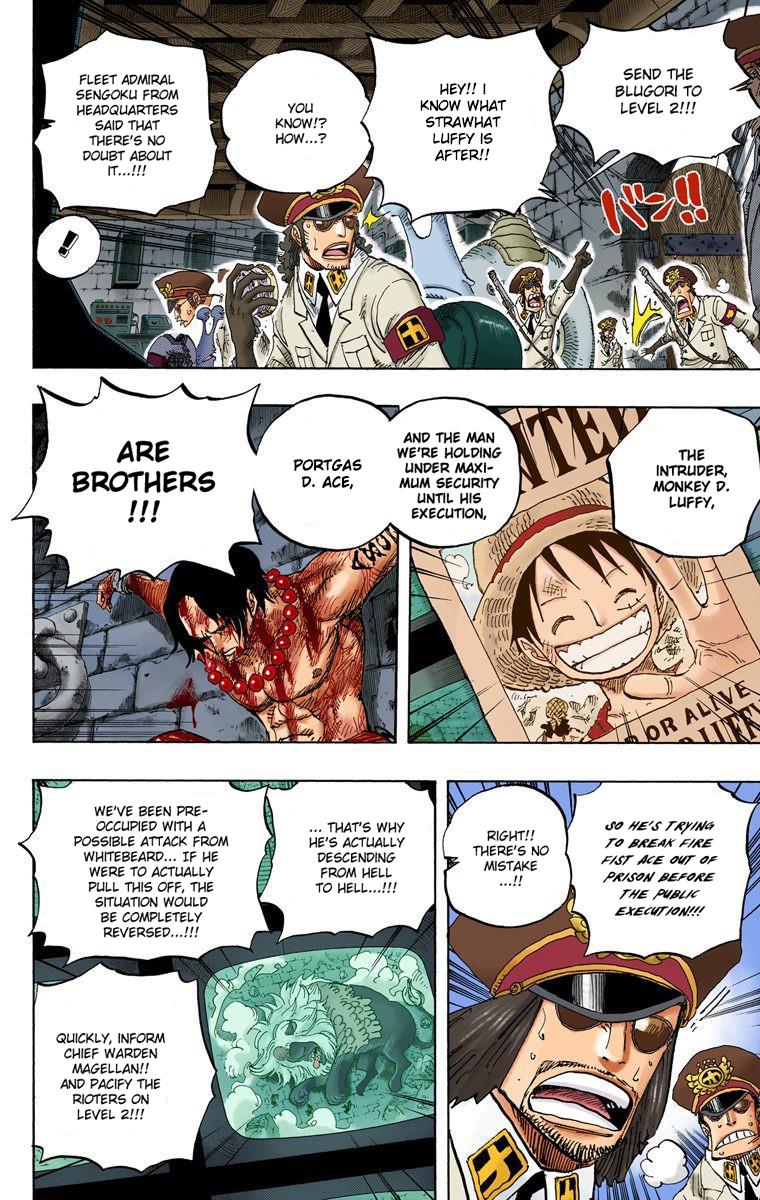 SEND THE
BLUGORI TO
LEVEL 2!!!
HEY!! I
KNOW WHAT
STRAWHAT
LUFFY IS
AFTER!!
YOU
KNOW!?
HOW...?
FLEET ADMIRAL
SENGOKU FROM
HEADQUARTERS
SAID THAT
THERE'S NO
DOUBT ABOUT
IT...!!!
!
バン!!
THE
INTRUDER,
MONKEY D.
LUFFY,
AND THE MAN
WE'RE HOLDING
UNDER MAXI-
MUM SECURITY
UNTIL HIS
EXECUTION,
PORTGAS
D. ACE,
ARE
BROTHERS
!!!
OR ALIVE
SO HE'S TRYING
TO BREAK FIRE
FIST ACE OUT OF
PRISON BEFORE
THE PUBLIC
EXECUTION!!!
RIGHT!!
THERE'S NO
MISTAKE
...!!
... THAT'S WHY
HE'S ACTUALLY
DESCENDING
FROM HELL
TO HELL...!!!
WE'VE BEEN PRE-
OCCUPIED WITH A
POSSIBLE ATTACK FROM
WHITEBEARD... IF HE
WERE TO ACTUALLY
PULL THIS OFF, THE
SITUATION WOULD
BE COMPLETELY
REVERSED...!!!
QUICKLY, INFORM
CHIEF WARDEN
MAGELLAN!!
AND PACIFY THE
RIOTERS ON
LEVEL 2!!!